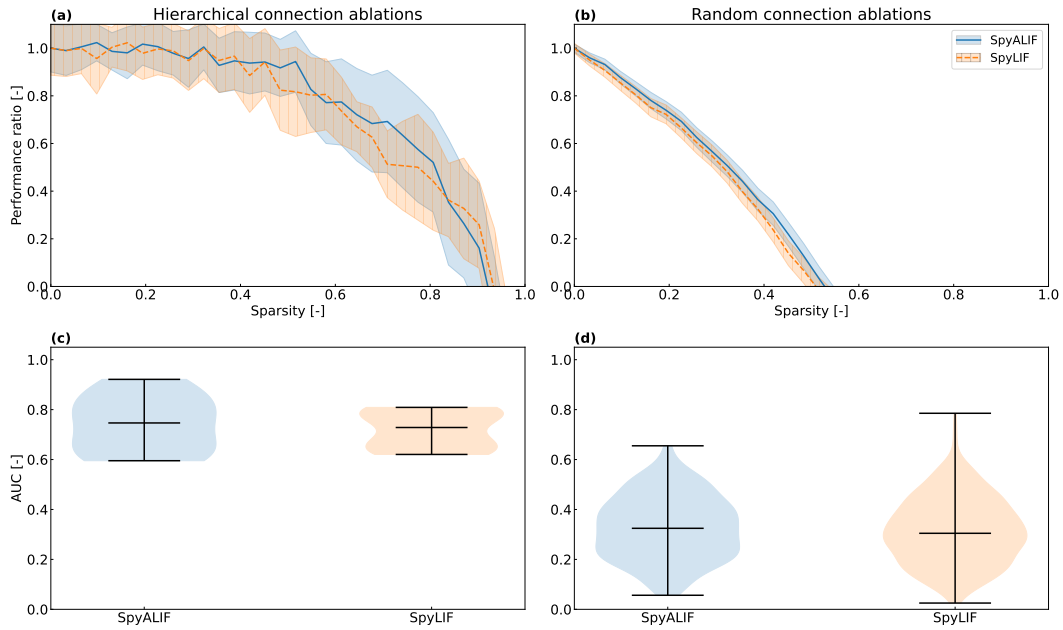 (a)
Hierarchical connection ablations
Performance ratio [-]
1.0
0.8
0.6
0.4
0.2
0.0
0.0 0.2 0.4 0.6 0.8 1.0
Sparsity [-]
(b)
Random connection ablations
SpyALIF
SpyLIF
1.0
0.8
0.6
0.4
0.2
0.0
0.0 0.2 0.4 0.6 0.8 1.0
Sparsity [-]
(c)
AUC [-]
1.0
0.8
0.6
0.4
0.2
0.0
SpyALIF SpyLIF
(d)
1.0
0.8
0.6
0.4
0.2
0.0
SpyALIF SpyLIF